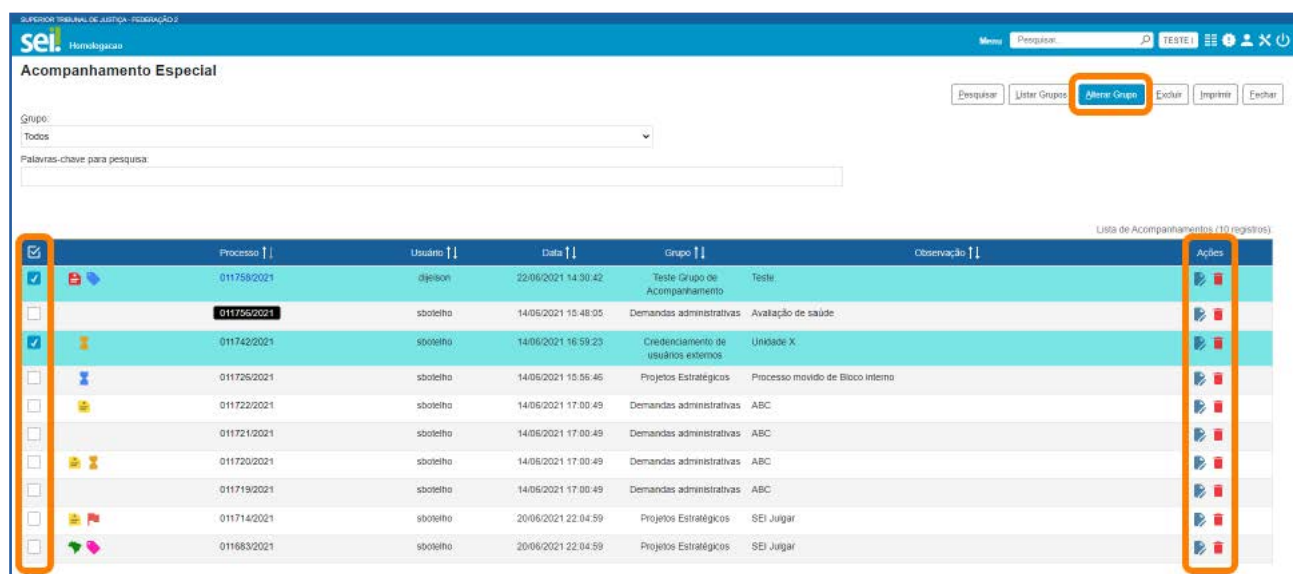 SUPERIOR TRIBUNAL DE JUSTIÇA - FEDERAÇÃO 2
sei! Homologacao Menu Pesquisar... TESTE I
Acompanhamento Especial
Pesquisar Listar Grupos Alterar Grupo Excluir Imprimir Fechar
Grupo:
Todos
Palavras-chave para pesquisa:
Lista de Acompanhamentos (10 registros):
Processo Usuário Data Grupo Observação Ações
011758/2021 djeison 22/06/2021 14:30:42 Teste Grupo de Acompanhamento Teste
011756/2021 sbotelho 14/06/2021 15:48:05 Demandas administrativas Avaliação de saúde
011742/2021 sbotelho 14/06/2021 16:59:23 Credenciamento de usuários externos Unidade X
011726/2021 sbotelho 14/06/2021 15:56:46 Projetos Estratégicos Processo movido de Bloco interno
011722/2021 sbotelho 14/06/2021 17:00:49 Demandas administrativas ABC
011721/2021 sbotelho 14/06/2021 17:00:49 Demandas administrativas ABC
011720/2021 sbotelho 14/06/2021 17:00:49 Demandas administrativas ABC
011719/2021 sbotelho 14/06/2021 17:00:49 Demandas administrativas ABC
011714/2021 sbotelho 20/06/2021 22:04:59 Projetos Estratégicos SEI Julgar
011683/2021 sbotelho 20/06/2021 22:04:59 Projetos Estratégicos SEI Julgar